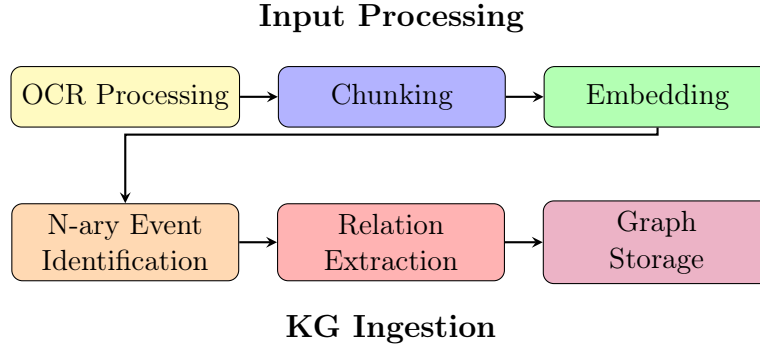 Input Processing
OCR Processing
Chunking
Embedding
N-ary Event
Identification
Relation
Extraction
Graph
Storage
KG Ingestion